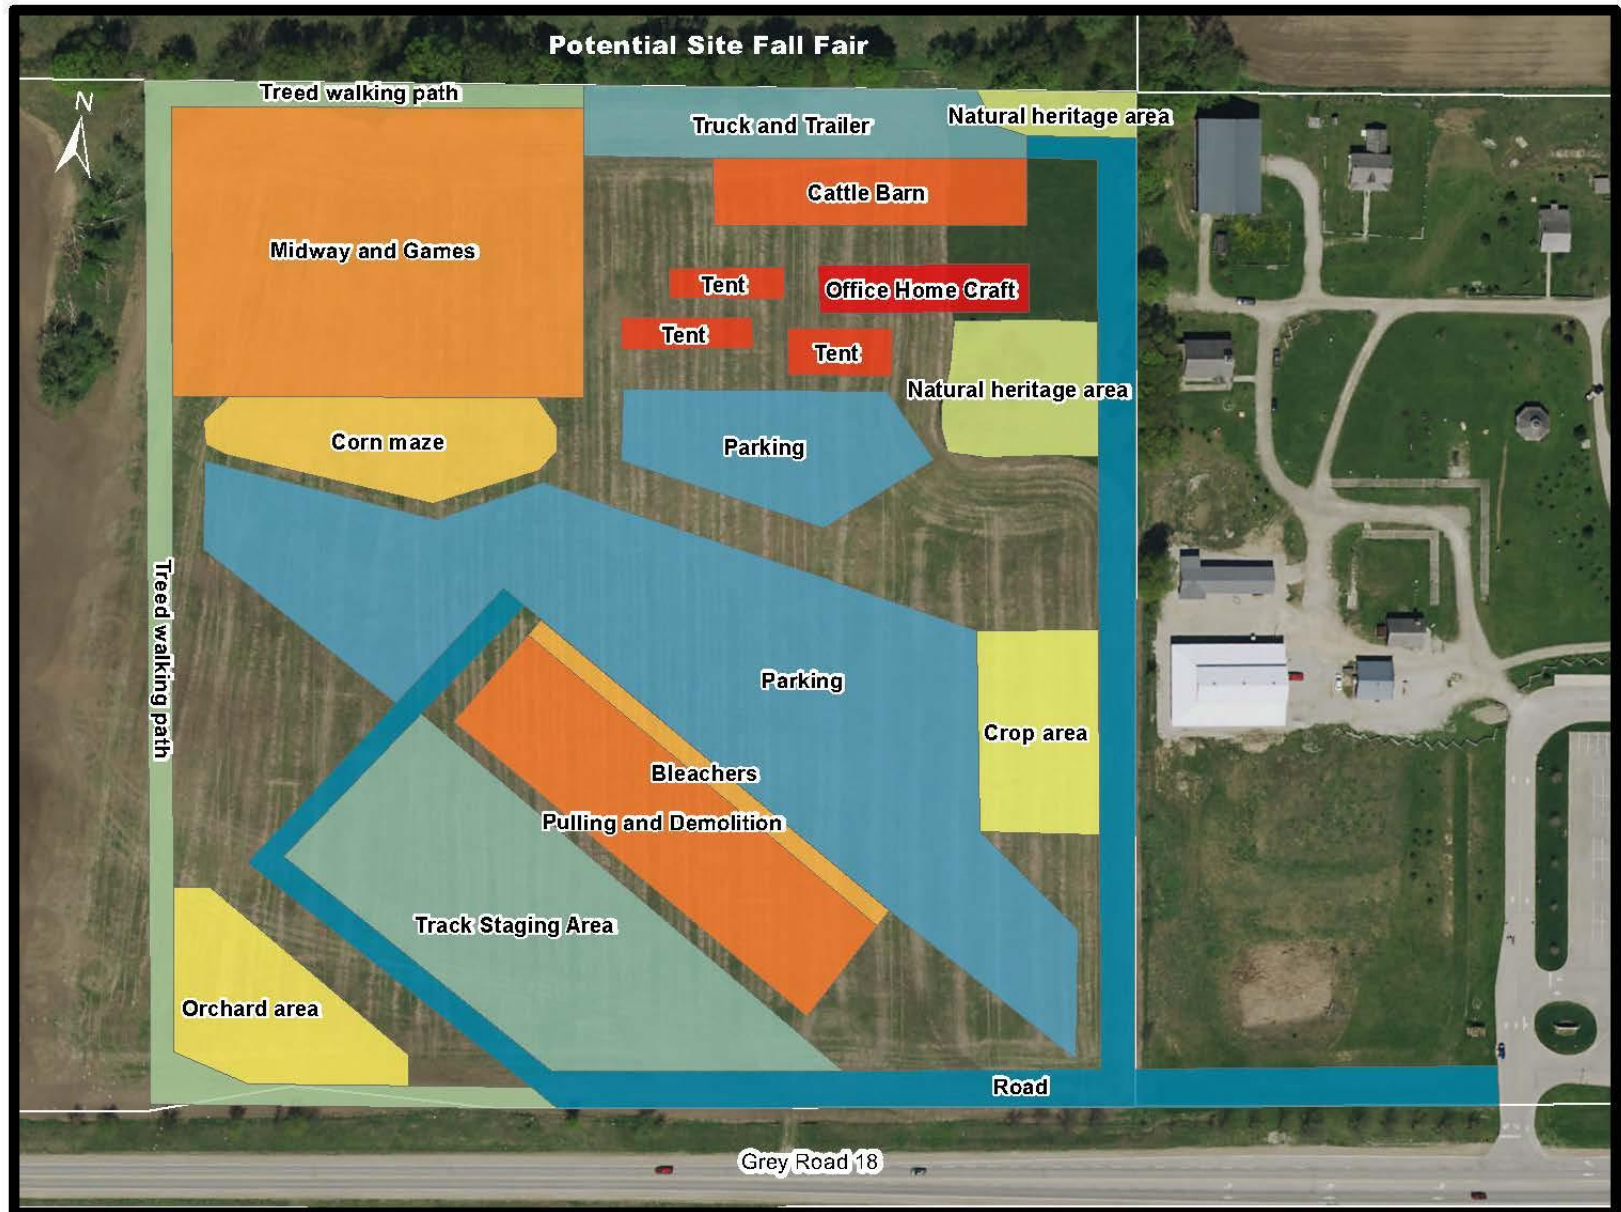 Potential Site Fall Fair
N
Treed walking path
Truck and Trailer
Natural heritage area
Cattle Barn
Midway and Games
Tent
Office Home Craft
Tent
Tent
Natural heritage area
Corn maze
Parking
Treed walking path
Parking
Crop area
Bleachers
Pulling and Demolition
Track Staging Area
Orchard area
Road
Grey Road 18